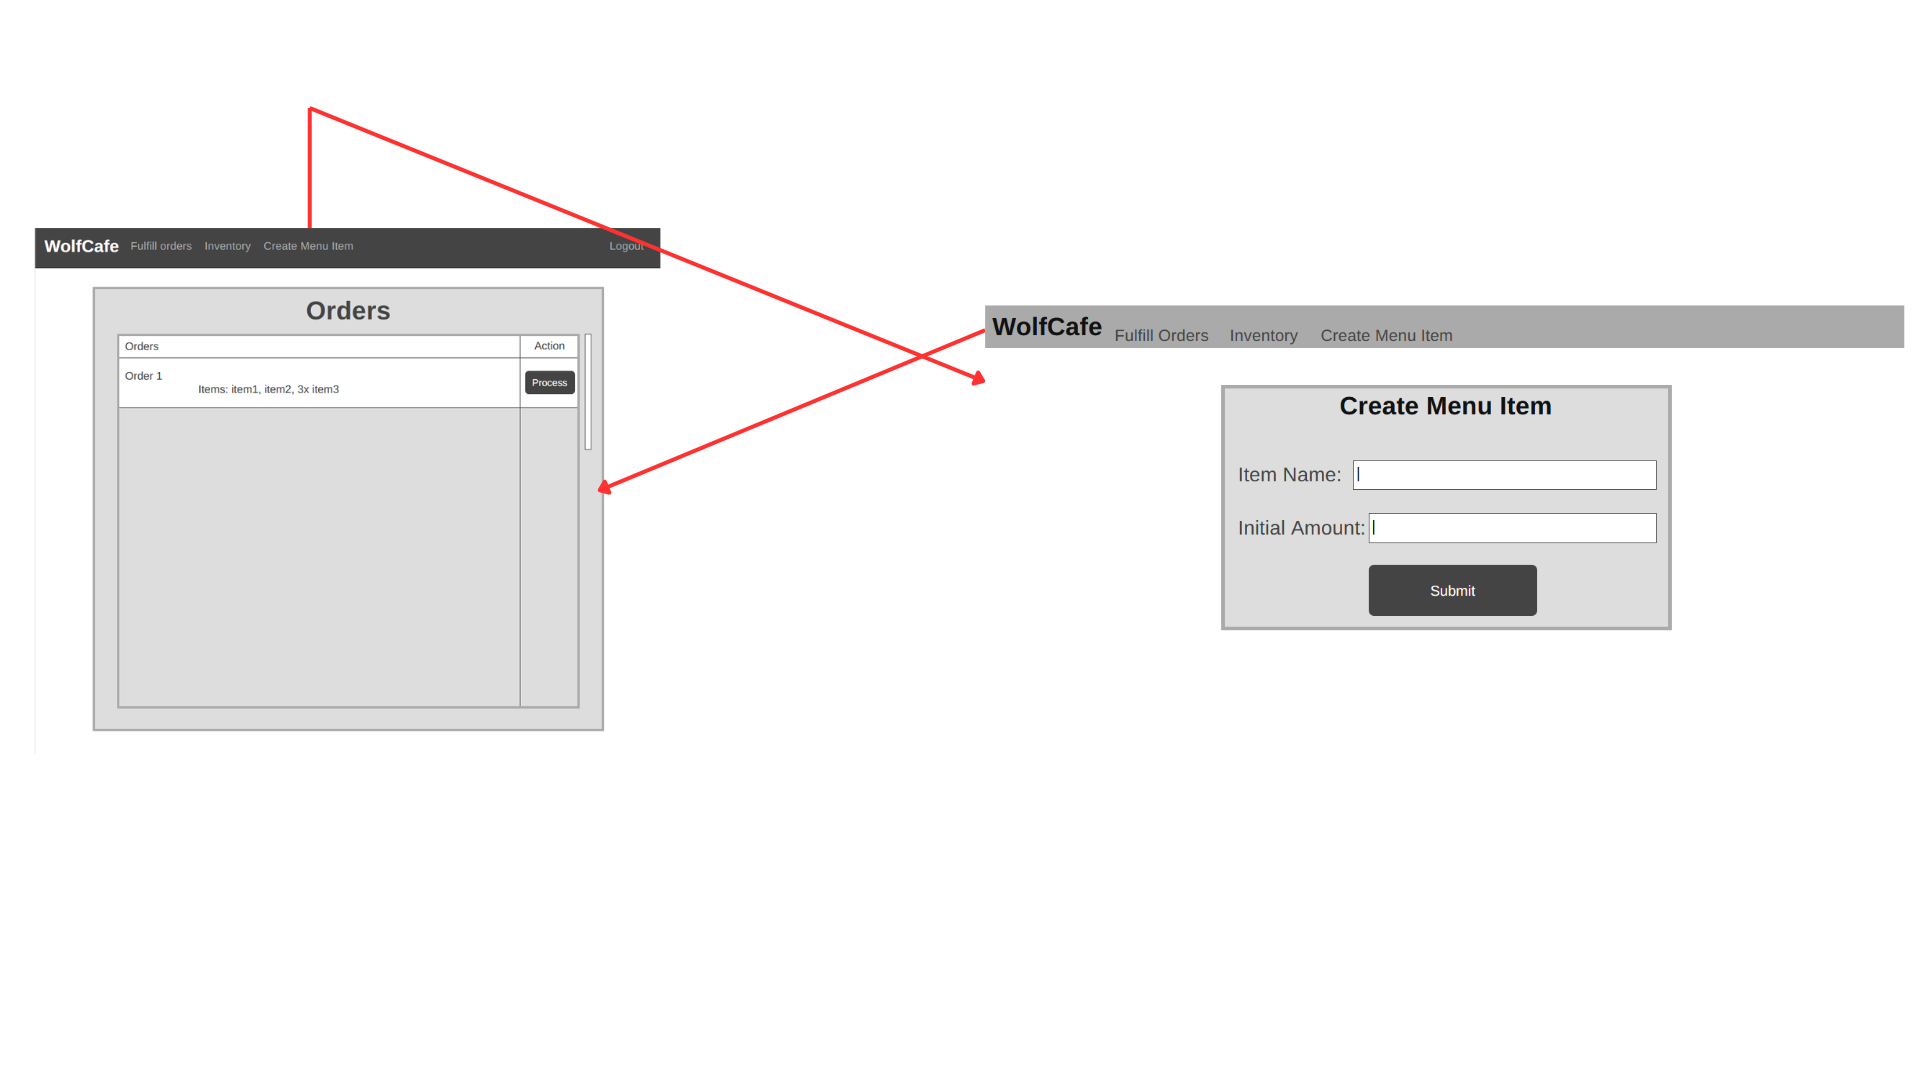 WolfCafe Fulfill orders Inventory Create Menu Item Logout
Orders
Orders Action
Order 1
Items: item1, item2, 3x item3
Process
WolfCafe Fulfill Orders Inventory Create Menu Item
Create Menu Item
Item Name:
Initial Amount:
Submit